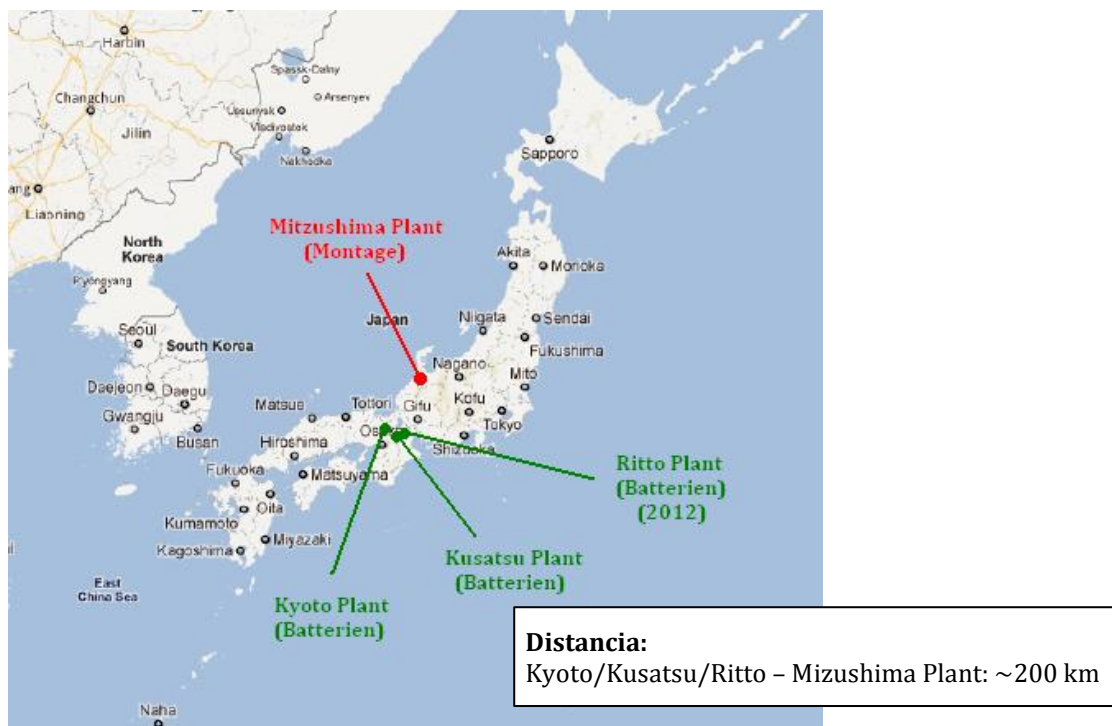 Harbin
Spassk-Dalny
Changchun
Arsenyev
Ussuriysk
Jilin
Vladivostok
Nakhodka
Sapporo
Liaoning
Mitzushima Plant
(Montage)
North
Korea
Akita
Morioka
P'yongyang
Japan
Niigata
Sendai
Seoul
South Korea
Fukushima
Nagano
Daejeon
Daegu
Mito
Matsue
Tottori
Gifu
Kofu
Gwangju
Tokyo
Busan
Hiroshima
Shizuoka
Fukuoka
Matsuyama
Ritto Plant
(Batterien)
(2012)
Oita
Kumamoto
Miyazaki
Kagoshima
Kusatsu Plant
(Batterien)
East
China Sea
Kyoto Plant
(Batterien)
Distancia:
Kyoto/Kusatsu/Ritto – Mizushima Plant: ~200 km
Naha